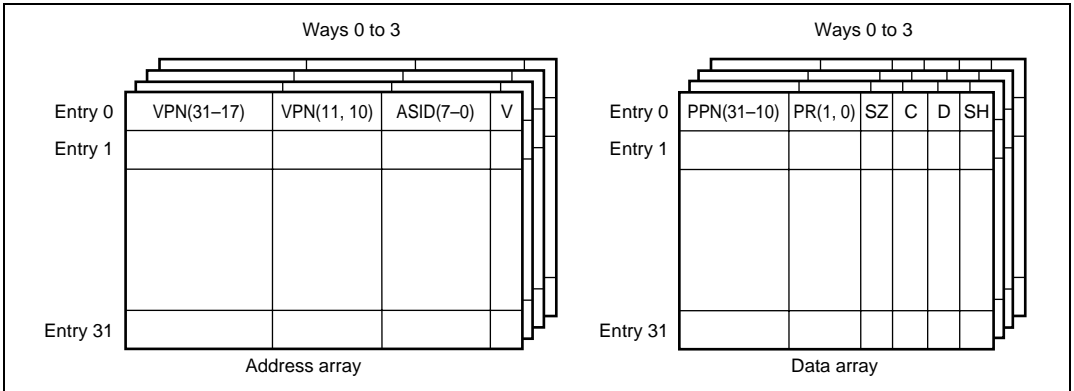 Ways 0 to 3
Entry 0 VPN(31–17) VPN(11, 10) ASID(7–0) V
Entry 1
Entry 31
Address array
Ways 0 to 3
Entry 0 PPN(31–10) PR(1, 0) SZ C D SH
Entry 1
Entry 31
Data array